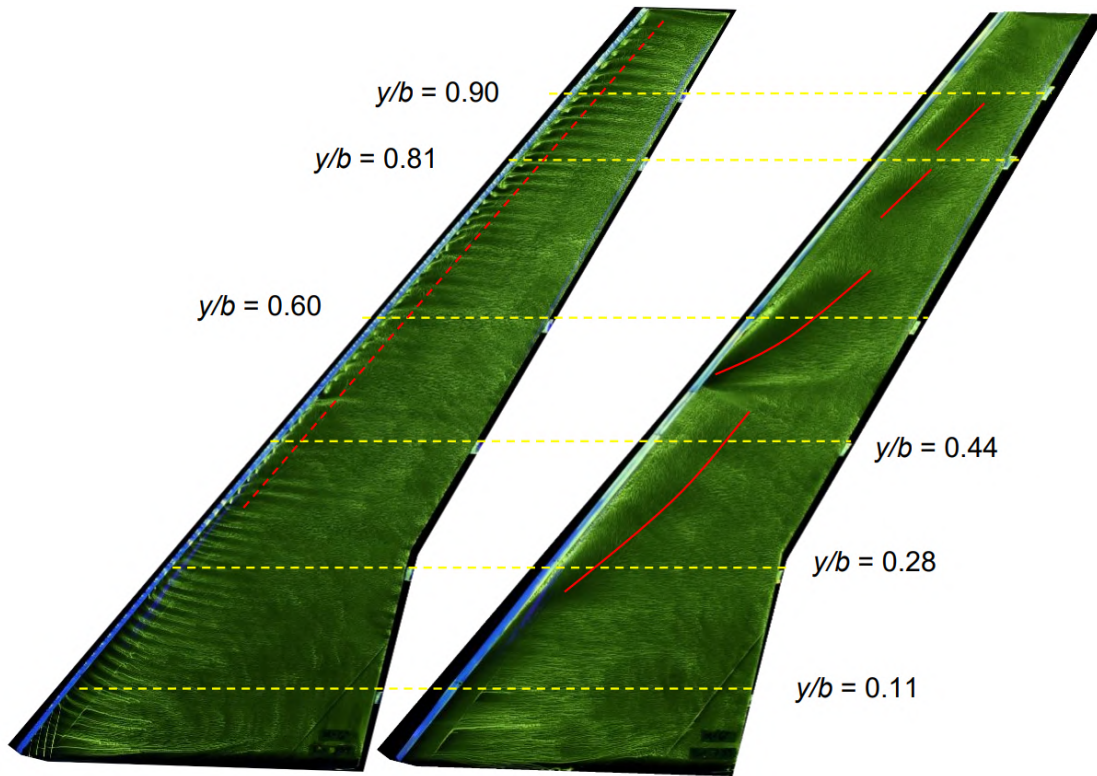 y/b = 0.90
y/b = 0.81
y/b = 0.60
y/b = 0.44
y/b = 0.28
y/b = 0.11